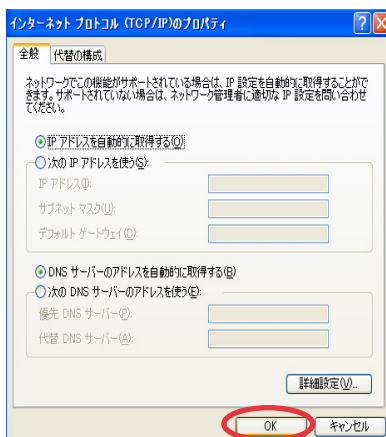 インターネット プロトコル (TCP/IP)のプロパティ
全般 代替の構成
ネットワークでこの機能がサポートされている場合は、IP 設定を自動的に取得することがで
きます。サポートされていない場合は、ネットワーク管理者に適切な IP 設定を問い合わせ
てください。
IP アドレスを自動的に取得する(O)
次の IP アドレスを使う(S):
IP アドレス(I):
サブネット マスク(U):
デフォルト ゲートウェイ(D):
DNS サーバーのアドレスを自動的に取得する(B)
次の DNS サーバーのアドレスを使う(E):
優先 DNS サーバー(P):
代替 DNS サーバー(A):
詳細設定(V)...
OK キャンセル